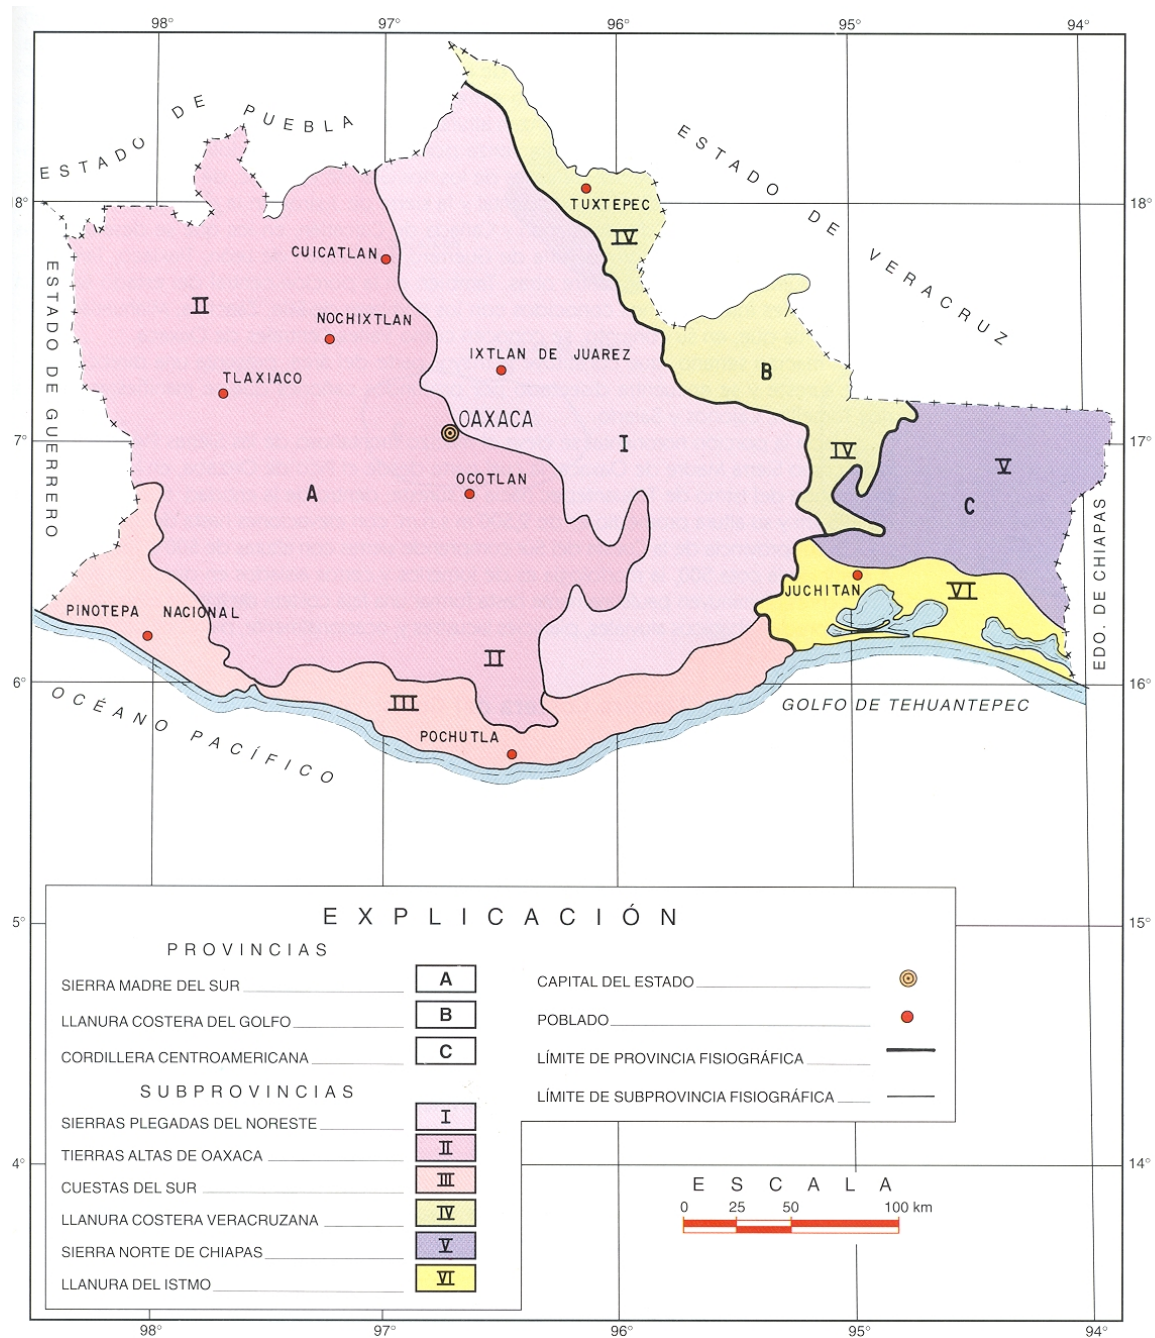 98° 97° 96° 95° 94°
ESTADO DE PUEBLA
ESTADO DE VERACRUZ
8° 18°
TUXTEPEC
IV
CUICATLAN
ESTADO DE GUERRERO
II
NOCHIXTLAN
IXTLAN DE JUAREZ
TLAXIACO
B
OAXACA
7° 17°
I
IV
V
OCOTLAN
A
C
EDO. DE CHIAPAS
JUCHITAN
VI
PINOTEPA NACIONAL
II
6° 16°
III
GOLFO DE TEHUANTEPEC
OCÉANO PACÍFICO
POCHUTLA
EXPLICACIÓN
5° 15°
PROVINCIAS
SIERRA MADRE DEL SUR A
LLANURA COSTERA DEL GOLFO B
CORDILLERA CENTROAMERICANA C
SUBPROVINCIAS
SIERRAS PLEGADAS DEL NORESTE I
TIERRAS ALTAS DE OAXACA II
CUESTAS DEL SUR III
LLANURA COSTERA VERACRUZANA IV
SIERRA NORTE DE CHIAPAS V
LLANURA DEL ISTMO VI
CAPITAL DEL ESTADO
POBLADO
LÍMITE DE PROVINCIA FISIOGRÁFICA
LÍMITE DE SUBPROVINCIA FISIOGRÁFICA
4° 14°
ESCALA
0 25 50 100 km
98° 97° 96° 95° 94°